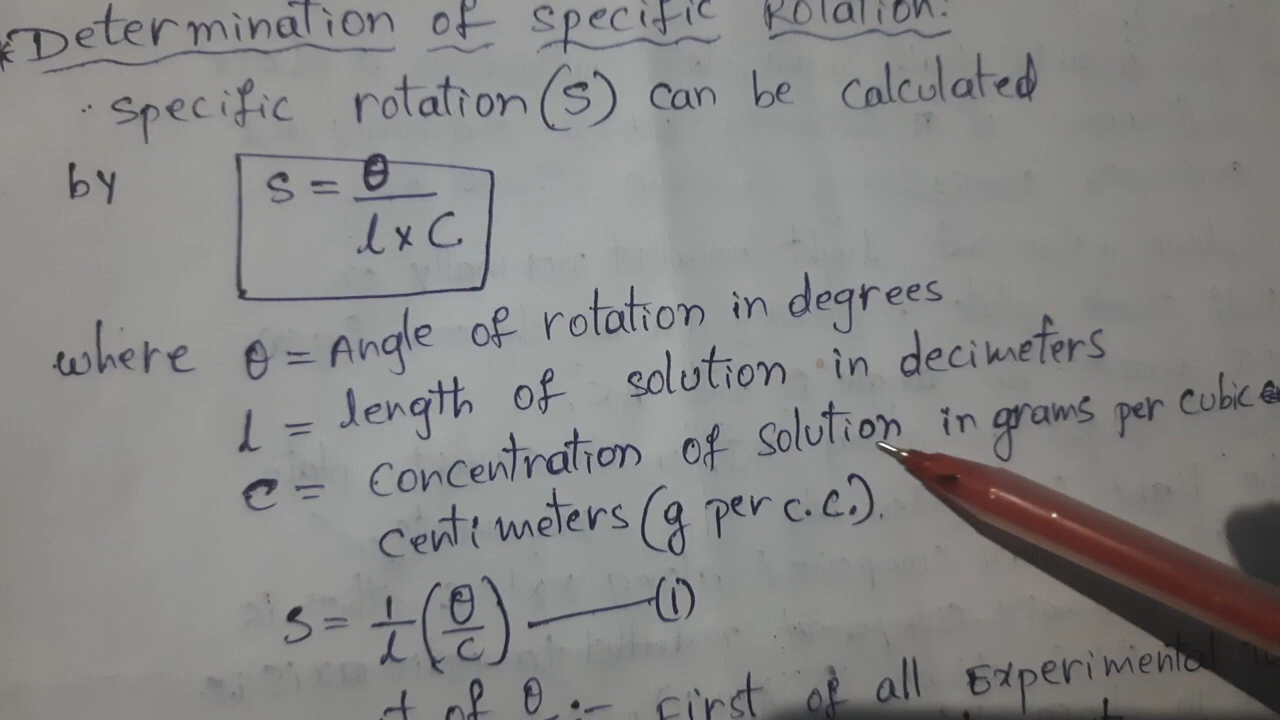 *Determination of specific Rotation.
specific rotation (S) can be calculated
by S = θ / l × C
where θ = Angle of rotation in degrees
l = length of solution in decimeters
c = concentration of solution in grams per cubic
centimeters (g per c.c.).
S = 1/l (θ/c) —— (1)
of θ :- First of all Experimental